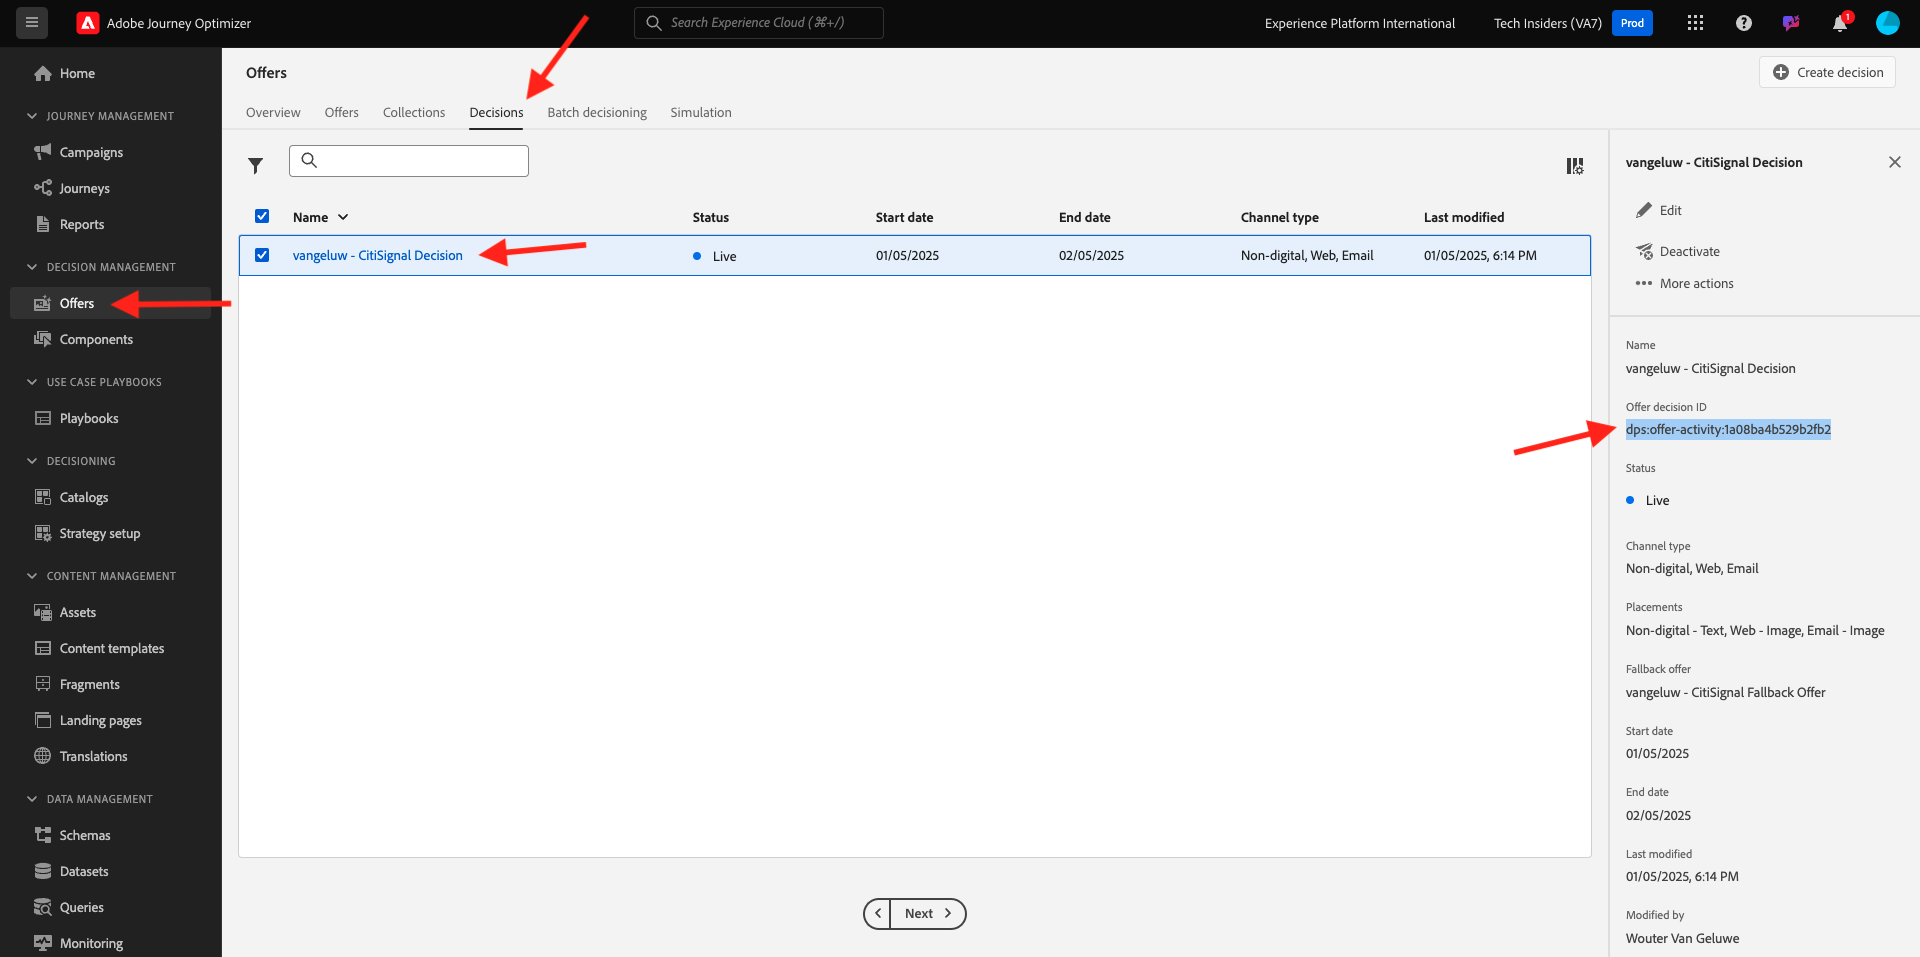 Adobe Journey Optimizer
Search Experience Cloud (⌘+/)
Experience Platform International
Tech Insiders (VA7)
Prod
1
Home
JOURNEY MANAGEMENT
Campaigns
Journeys
Reports
DECISION MANAGEMENT
Offers
Components
USE CASE PLAYBOOKS
Playbooks
DECISIONING
Catalogs
Strategy setup
CONTENT MANAGEMENT
Assets
Content templates
Fragments
Landing pages
Translations
DATA MANAGEMENT
Schemas
Datasets
Queries
Monitoring
Offers
Create decision
Overview Offers Collections Decisions Batch decisioning Simulation
Name Status Start date End date Channel type Last modified
vangeluw - CitiSignal Decision Live 01/05/2025 02/05/2025 Non-digital, Web, Email 01/05/2025, 6:14 PM
Next
vangeluw - CitiSignal Decision
Edit
Deactivate
More actions
Name
vangeluw - CitiSignal Decision
Offer decision ID
dps:offer-activity:1a08ba4b529b2fb2
Status
Live
Channel type
Non-digital, Web, Email
Placements
Non-digital - Text, Web - Image, Email - Image
Fallback offer
vangeluw - CitiSignal Fallback Offer
Start date
01/05/2025
End date
02/05/2025
Last modified
01/05/2025, 6:14 PM
Modified by
Wouter Van Geluwe